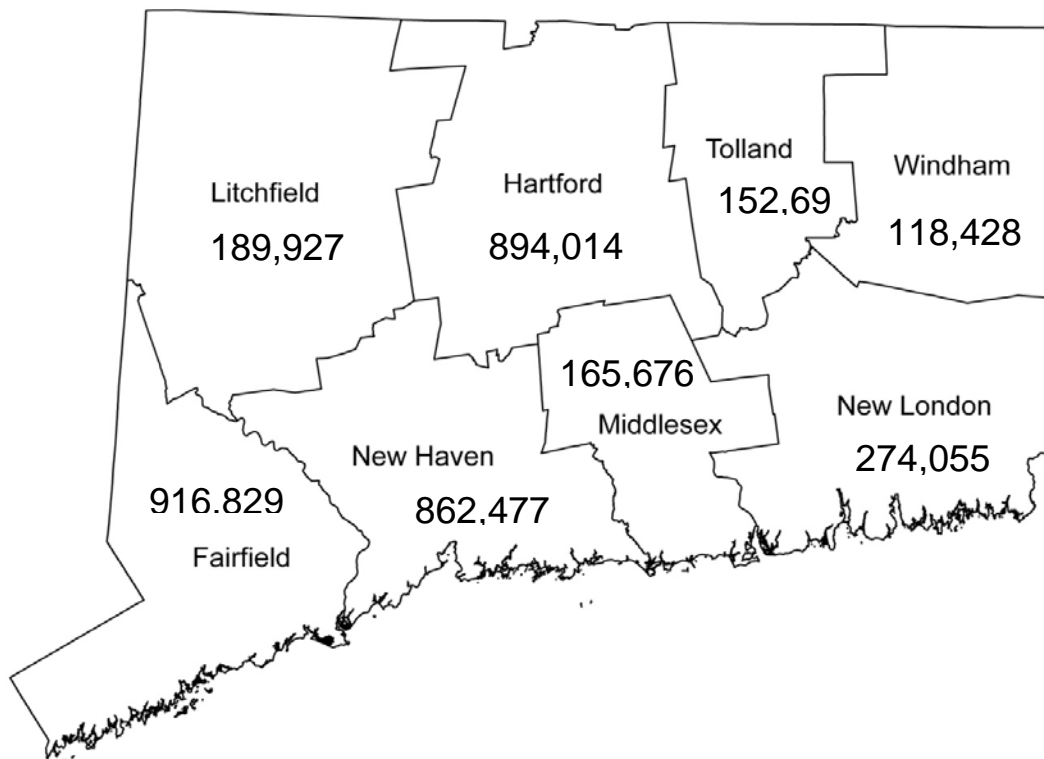 Tolland
152,69
Windham
118,428
Hartford
894,014
Litchfield
189,927
165,676
Middlesex
New London
274,055
New Haven
862,477
916,829
Fairfield